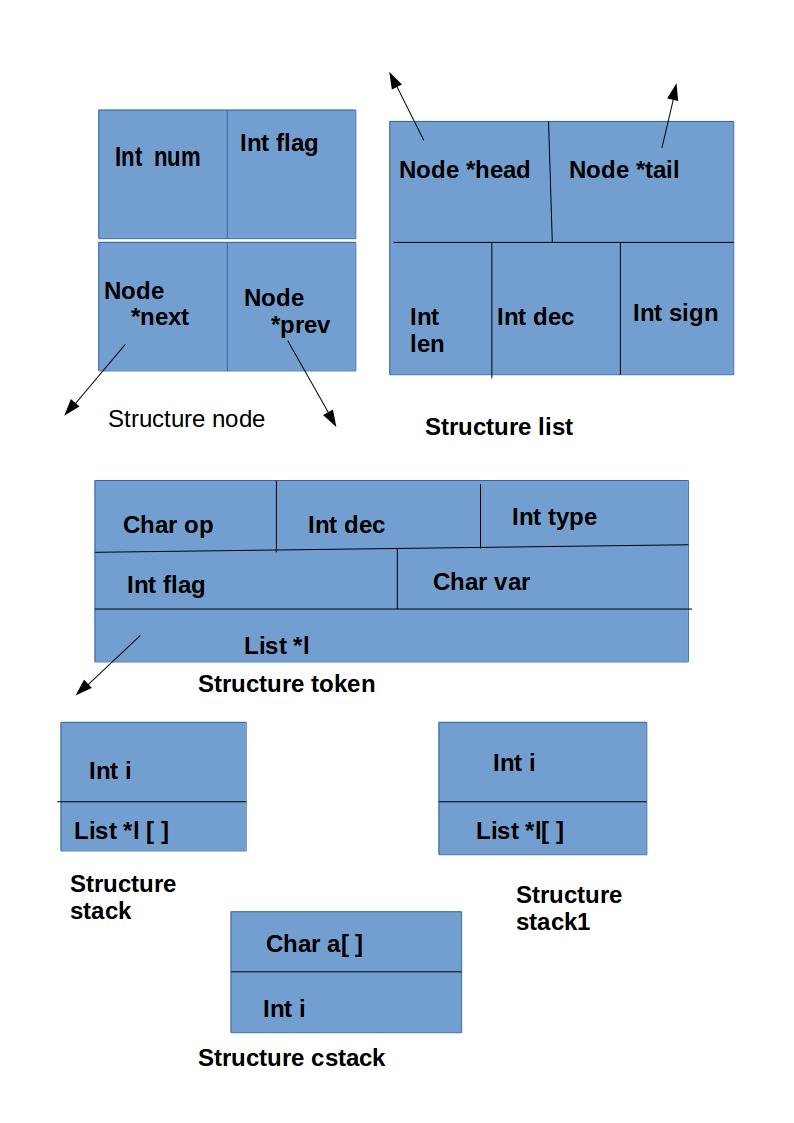 Int num
Int flag
Node
*next
Node
*prev
Structure node
Node *head
Node *tail
Int
len
Int dec
Int sign
Structure list
Char op
Int dec
Int type
Int flag
Char var
List *l
Structure token
Int i
List *l [ ]
Structure
stack
Int i
List *l[ ]
Structure
stack1
Char a[ ]
Int i
Structure cstack